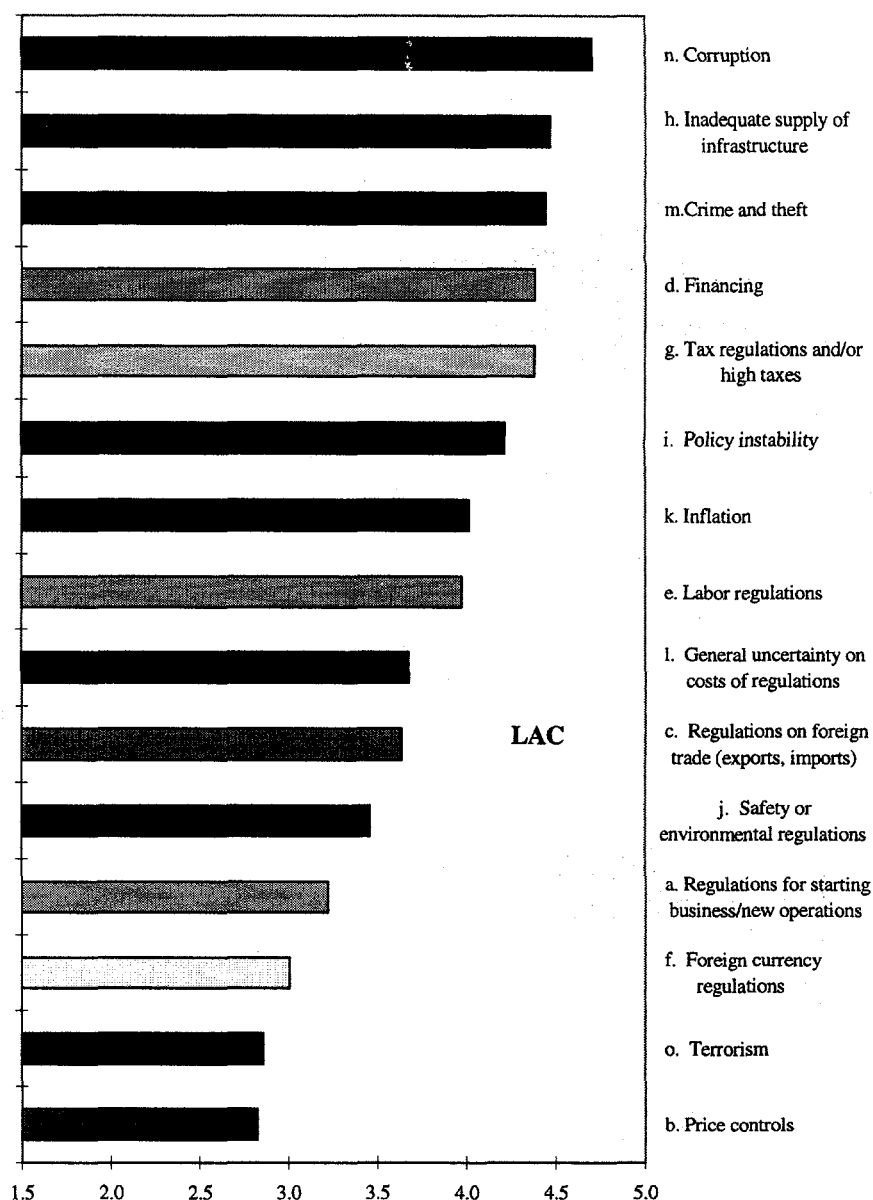 n. Corruption
h. Inadequate supply of
infrastructure
m.Crime and theft
d. Financing
g. Tax regulations and/or
high taxes
i. Policy instability
k. Inflation
e. Labor regulations
l. General uncertainty on
costs of regulations
LAC
c. Regulations on foreign
trade (exports, imports)
j. Safety or
environmental regulations
a. Regulations for starting
business/new operations
f. Foreign currency
regulations
o. Terrorism
b. Price controls
1.5 2.0 2.5 3.0 3.5 4.0 4.5 5.0